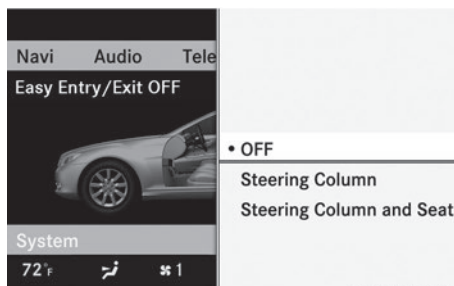 Navi Audio Tele
Easy Entry/Exit OFF
• OFF
Steering Column
Steering Column and Seat
System
72°F 1